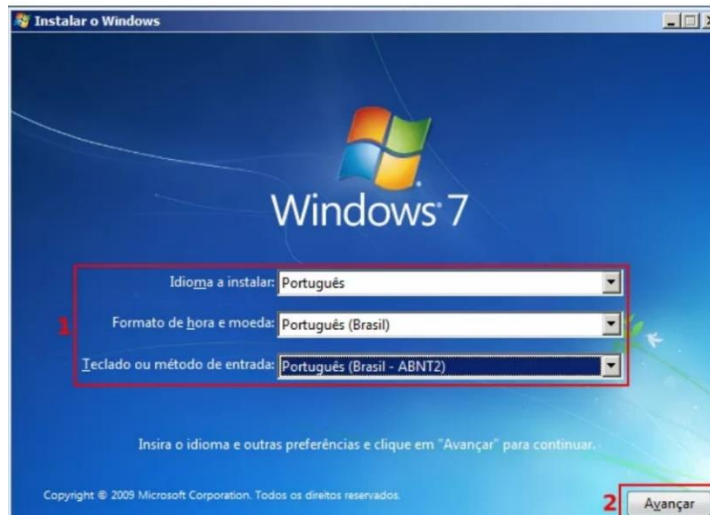 Instalar o Windows
Windows 7
Idioma a instalar: Português
1
Formato de hora e moeda: Português (Brasil)
Teclado ou método de entrada: Português (Brasil - ABNT2)
Insira o idioma e outras preferências e clique em "Avançar" para continuar.
Copyright © 2009 Microsoft Corporation. Todos os direitos reservados.
2 Avançar